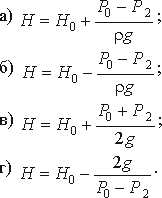 а) H = H₀ + (P₀ − P₂)/(ρg);
б) H = H₀ − (P₀ − P₂)/(ρg);
в) H = H₀ + (P₀ + P₂)/(2g);
г) H = H₀ − 2g/(P₀ − P₂).